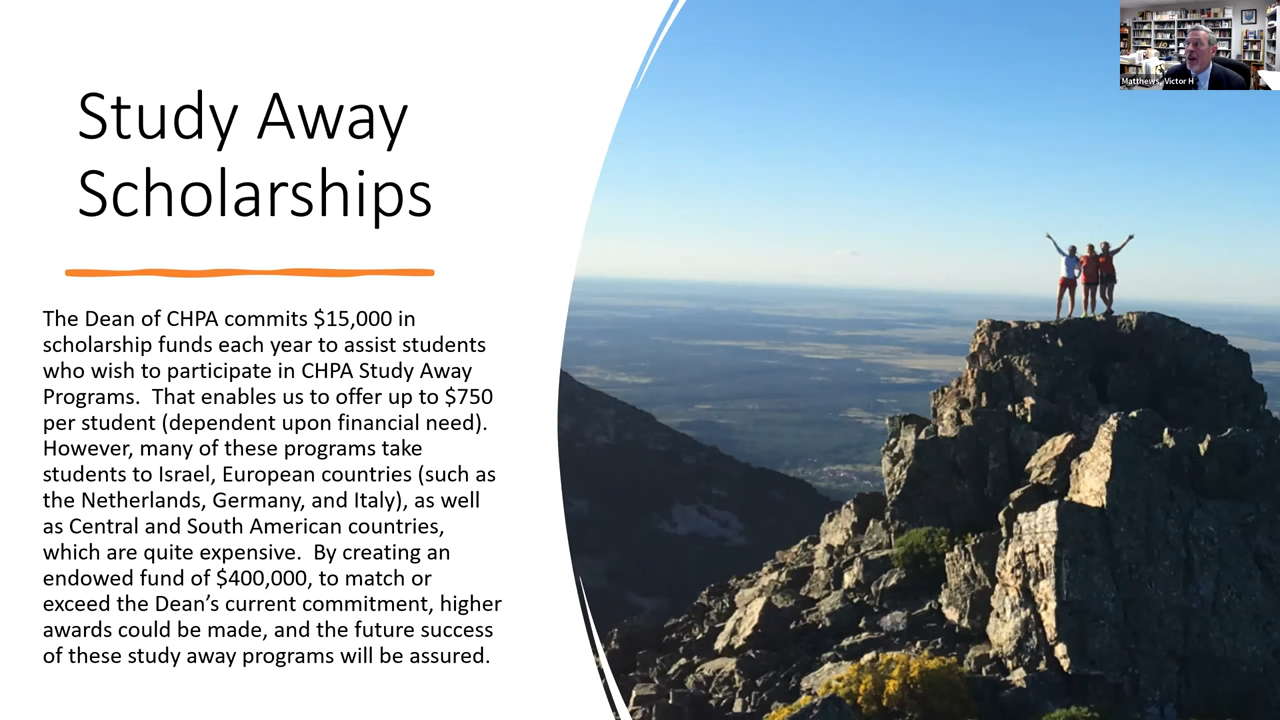 Study Away
Scholarships
The Dean of CHPA commits $15,000 in
scholarship funds each year to assist students
who wish to participate in CHPA Study Away
Programs.  That enables us to offer up to $750
per student (dependent upon financial need).
However, many of these programs take
students to Israel, European countries (such as
the Netherlands, Germany, and Italy), as well
as Central and South American countries,
which are quite expensive.  By creating an
endowed fund of $400,000, to match or
exceed the Dean’s current commitment, higher
awards could be made, and the future success
of these study away programs will be assured.
Matthews, Victor H